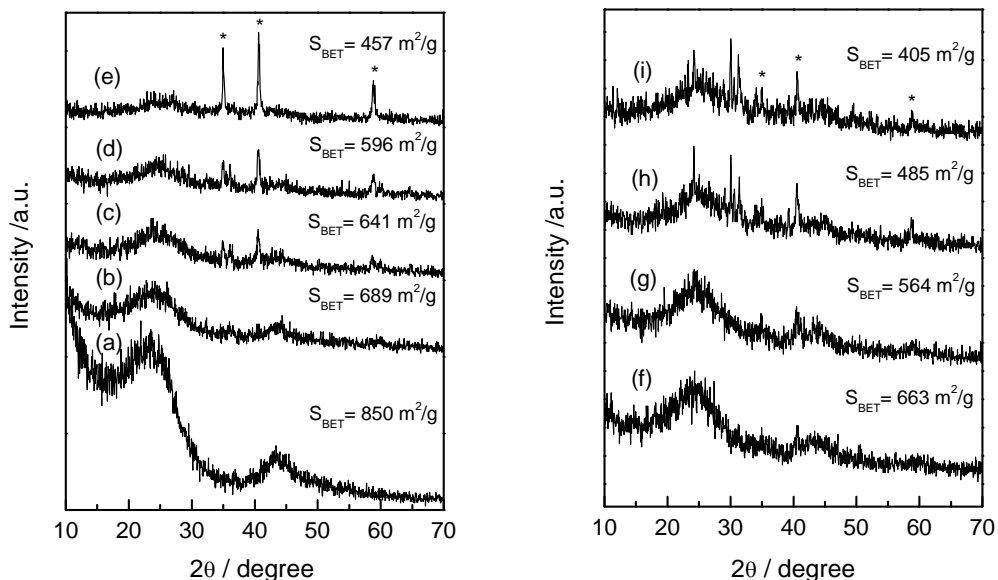 *
*
S_BET= 457 m²/g
*
(e)
(d)
S_BET= 596 m²/g
(c)
S_BET= 641 m²/g
(b)
S_BET= 689 m²/g
(a)
S_BET= 850 m²/g
Intensity /a.u.
10 20 30 40 50 60 70
2θ / degree
S_BET= 405 m²/g
(i)
*
*
*
S_BET= 485 m²/g
(h)
S_BET= 564 m²/g
(g)
(f)
S_BET= 663 m²/g
Intensity /a.u.
10 20 30 40 50 60 70
2θ / degree